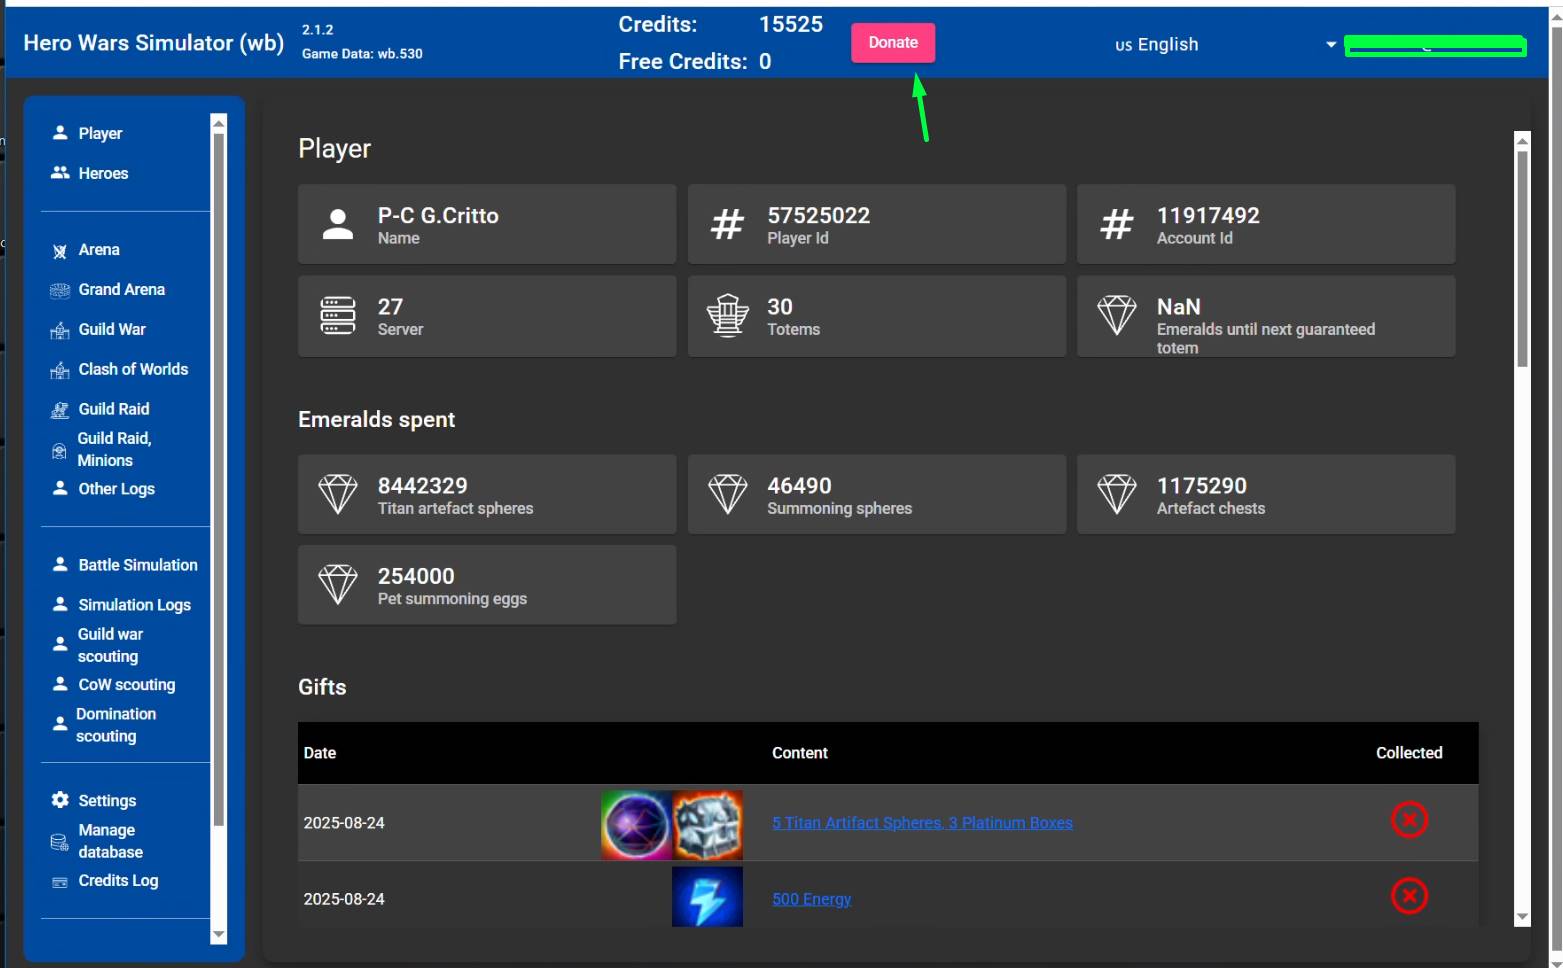 Hero Wars Simulator (wb)
2.1.2
Game Data: wb.530
Credits: 15525
Free Credits: 0
Donate
us English
Player
Heroes
Arena
Grand Arena
Guild War
Clash of Worlds
Guild Raid
Guild Raid,
Minions
Other Logs
Battle Simulation
Simulation Logs
Guild war
scouting
CoW scouting
Domination
scouting
Settings
Manage
database
Credits Log
Player
P-C G.Critto
Name
57525022
Player Id
11917492
Account Id
27
Server
30
Totems
NaN
Emeralds until next guaranteed
totem
Emeralds spent
8442329
Titan artefact spheres
46490
Summoning spheres
1175290
Artefact chests
254000
Pet summoning eggs
Gifts
Date Content Collected
2025-08-24 5 Titan Artifact Spheres, 3 Platinum Boxes
2025-08-24 500 Energy